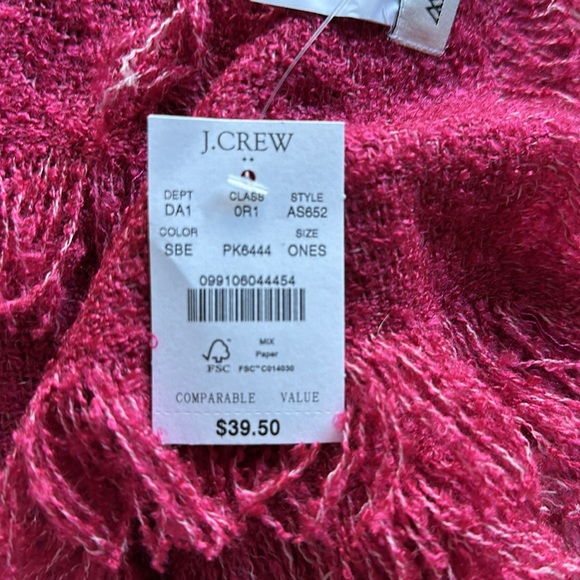 J.CREW
DEPT CLASS STYLE
DA1 0R1 AS652
COLOR SIZE
SBE PK6444 ONES
099106044454
MIX
Paper
FSC FSC™ C014030
COMPARABLE VALUE
$39.50